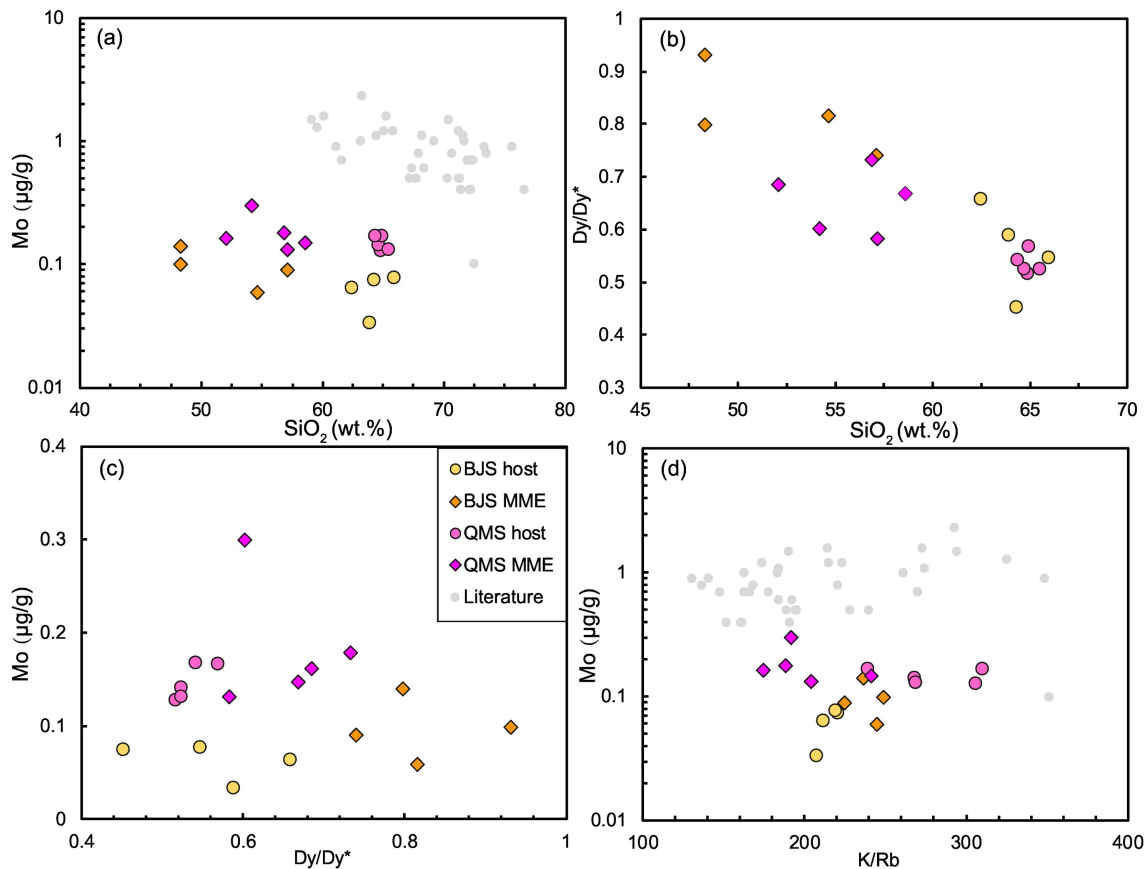 (a)
10
1
0.1
0.01
Mo (µg/g)
40 50 60 70 80
SiO₂ (wt.%)
(b)
1
0.9
0.8
0.7
0.6
0.5
0.4
0.3
Dy/Dy*
45 50 55 60 65 70
SiO₂ (wt.%)
(c)
0.4
0.3
0.2
0.1
0
Mo (µg/g)
0.4 0.6 0.8 1
Dy/Dy*
BJS host
BJS MME
QMS host
QMS MME
Literature
(d)
10
1
0.1
0.01
Mo (µg/g)
100 200 300 400
K/Rb